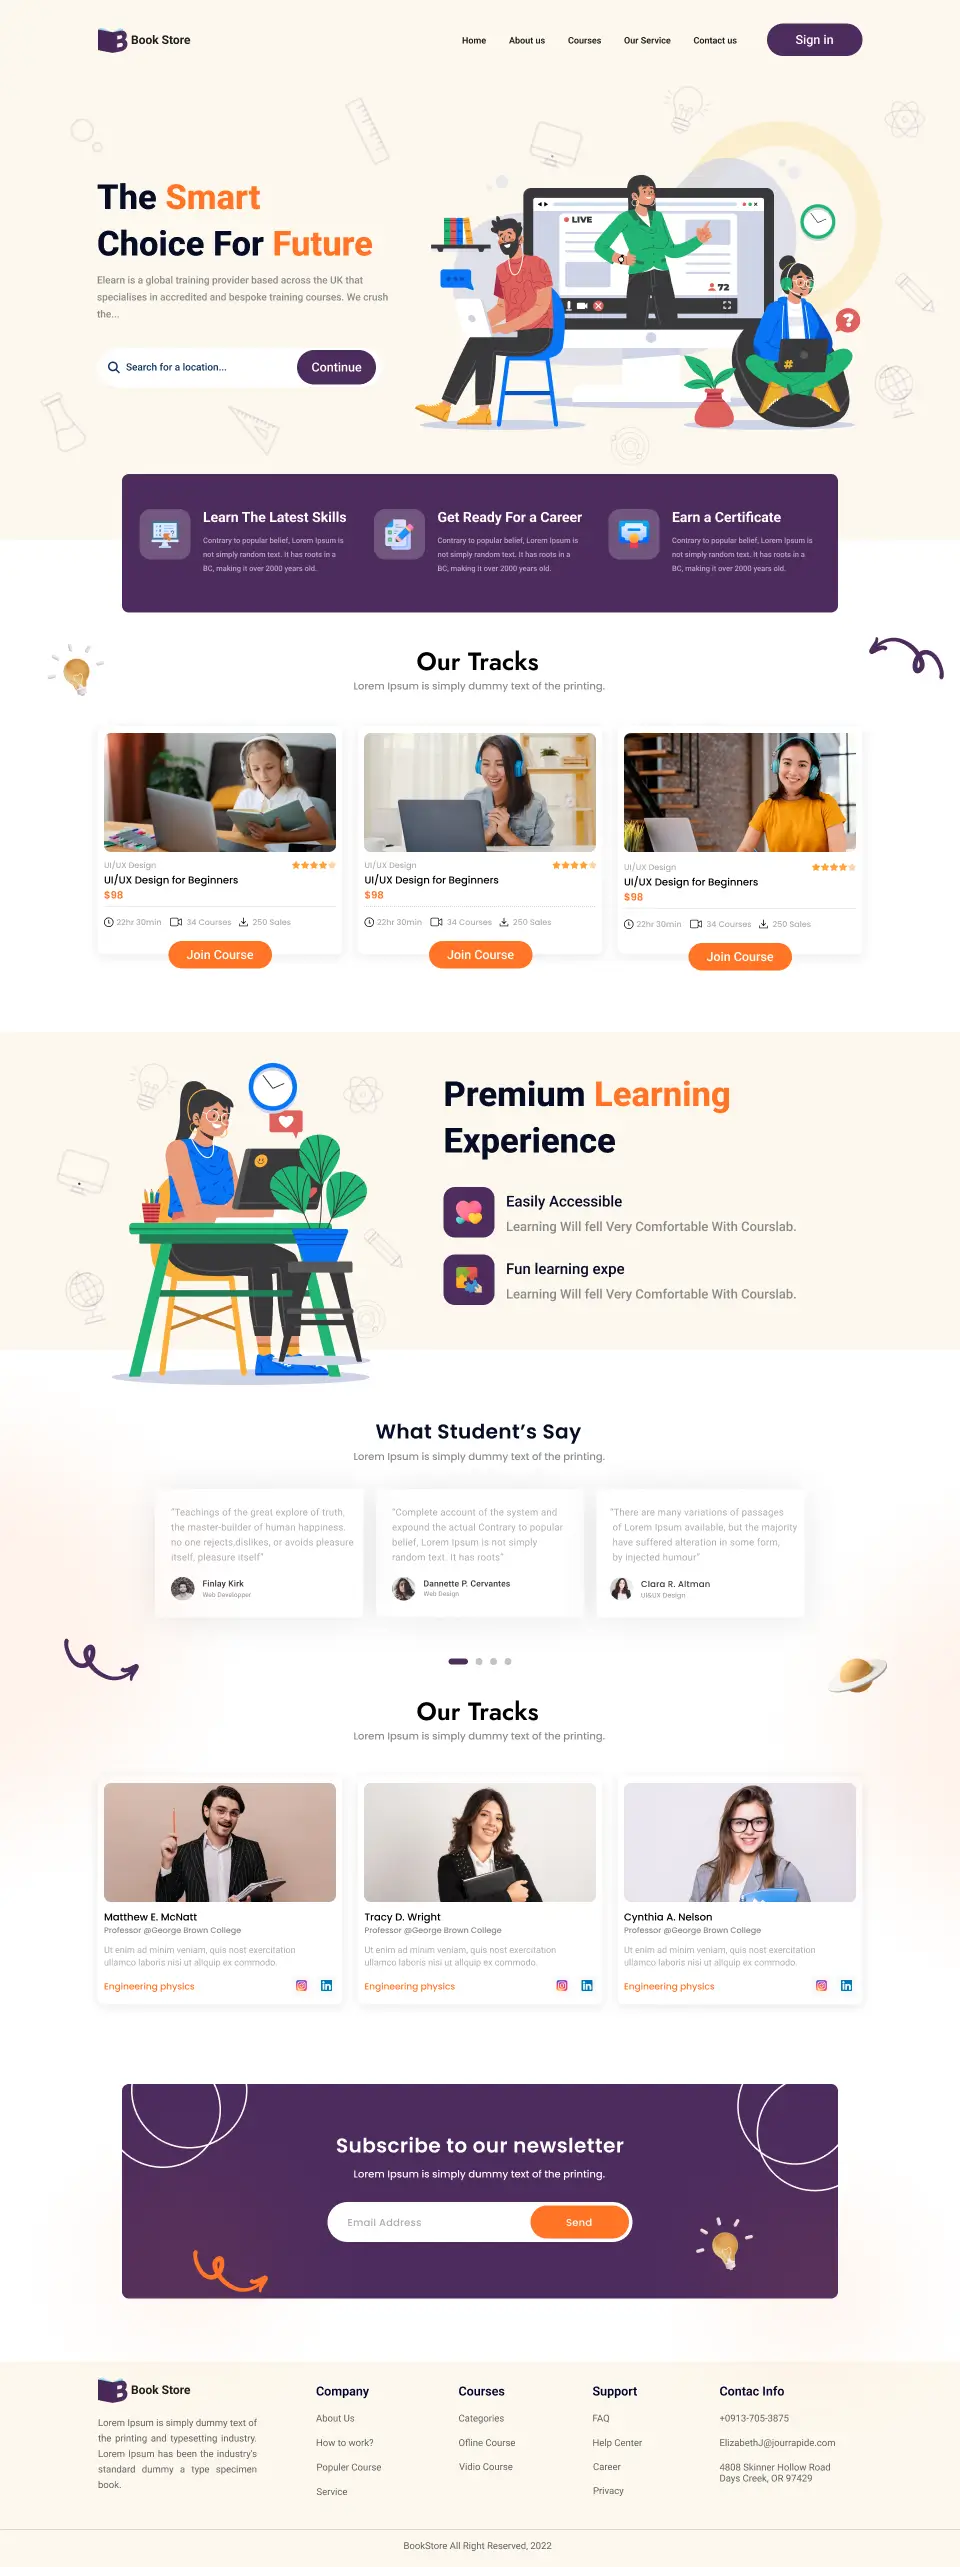 Book Store
Home About us Courses Our Service Contact us Sign in
The Smart
Choice For Future
Elearn is a global training provider based across the UK that
specialises in accredited and bespoke training courses. We crush
the...
Search for a location... Continue
LIVE
72
Learn The Latest Skills
Contrary to popular belief, Lorem Ipsum is
not simply random text. It has roots in a
BC, making it over 2000 years old.
Get Ready For a Career
Contrary to popular belief, Lorem Ipsum is
not simply random text. It has roots in a
BC, making it over 2000 years old.
Earn a Certificate
Contrary to popular belief, Lorem Ipsum is
not simply random text. It has roots in a
BC, making it over 2000 years old.
Our Tracks
Lorem Ipsum is simply dummy text of the printing.
UI/UX Design
UI/UX Design for Beginners
$98
22hr 30min 34 Courses 250 Sales
Join Course
UI/UX Design
UI/UX Design for Beginners
$98
22hr 30min 34 Courses 250 Sales
Join Course
UI/UX Design
UI/UX Design for Beginners
$98
22hr 30min 34 Courses 250 Sales
Join Course
Premium Learning
Experience
Easily Accessible
Learning Will fell Very Comfortable With Courslab.
Fun learning expe
Learning Will fell Very Comfortable With Courslab.
What Student's Say
Lorem Ipsum is simply dummy text of the printing.
"Teachings of the great explore of truth,
the master-builder of human happiness.
no one rejects,dislikes, or avoids pleasure
itself, pleasure itself"
Finlay Kirk
Web Developper
"Complete account of the system and
expound the actual Contrary to popular
belief, Lorem Ipsum is not simply
random text. It has roots"
Dannette P. Cervantes
Web Design
"There are many variations of passages
of Lorem Ipsum available, but the majority
have suffered alteration in some form,
by injected humour"
Clara R. Altman
UI&UX Design
Our Tracks
Lorem Ipsum is simply dummy text of the printing.
Matthew E. McNatt
Professor @George Brown College
Ut enim ad minim veniam, quis nost exercitation
ullamco laboris nisi ut aliquip ex commodo.
Engineering physics
Tracy D. Wright
Professor @George Brown College
Ut enim ad minim veniam, quis nost exercitation
ullamco laboris nisi ut aliquip ex commodo.
Engineering physics
Cynthia A. Nelson
Professor @George Brown College
Ut enim ad minim veniam, quis nost exercitation
ullamco laboris nisi ut aliquip ex commodo.
Engineering physics
Subscribe to our newsletter
Lorem Ipsum is simply dummy text of the printing.
Email Address Send
Book Store
Lorem Ipsum is simply dummy text of
the printing and typesetting industry.
Lorem Ipsum has been the industry's
standard dummy a type specimen
book.
Company
About Us
How to work?
Populer Course
Service
Courses
Categories
Ofline Course
Vidio Course
Support
FAQ
Help Center
Career
Privacy
Contac Info
+0913-705-3875
ElizabethJ@jourrapide.com
4808 Skinner Hollow Road
Days Creek, OR 97429
BookStore All Right Reserved, 2022